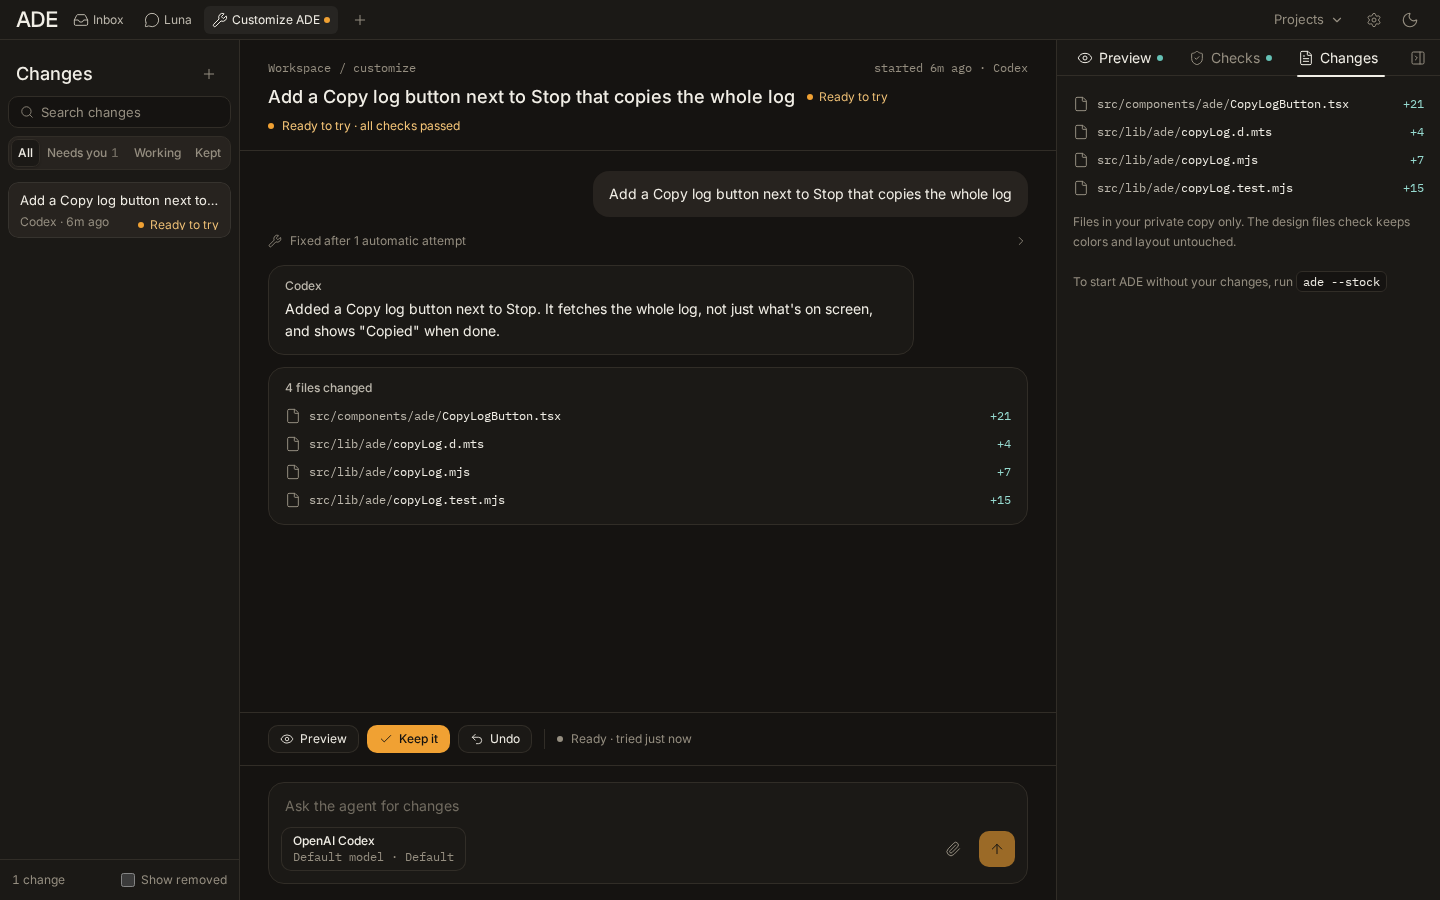 ADE
Inbox
Luna
Customize ADE
Projects
Changes
Search changes
All
Needs you 1
Working
Kept
Add a Copy log button next to...
Codex · 6m ago
Ready to try
1 change
Show removed
Workspace / customize
started 6m ago · Codex
Add a Copy log button next to Stop that copies the whole log
Ready to try
Ready to try · all checks passed
Add a Copy log button next to Stop that copies the whole log
Fixed after 1 automatic attempt
Codex
Added a Copy log button next to Stop. It fetches the whole log, not just what's on screen,
and shows "Copied" when done.
4 files changed
src/components/ade/CopyLogButton.tsx +21
src/lib/ade/copyLog.d.mts +4
src/lib/ade/copyLog.mjs +7
src/lib/ade/copyLog.test.mjs +15
Preview
Keep it
Undo
Ready · tried just now
Ask the agent for changes
OpenAI Codex
Default model · Default
Preview
Checks
Changes
src/components/ade/CopyLogButton.tsx +21
src/lib/ade/copyLog.d.mts +4
src/lib/ade/copyLog.mjs +7
src/lib/ade/copyLog.test.mjs +15
Files in your private copy only. The design files check keeps
colors and layout untouched.
To start ADE without your changes, run ade --stock